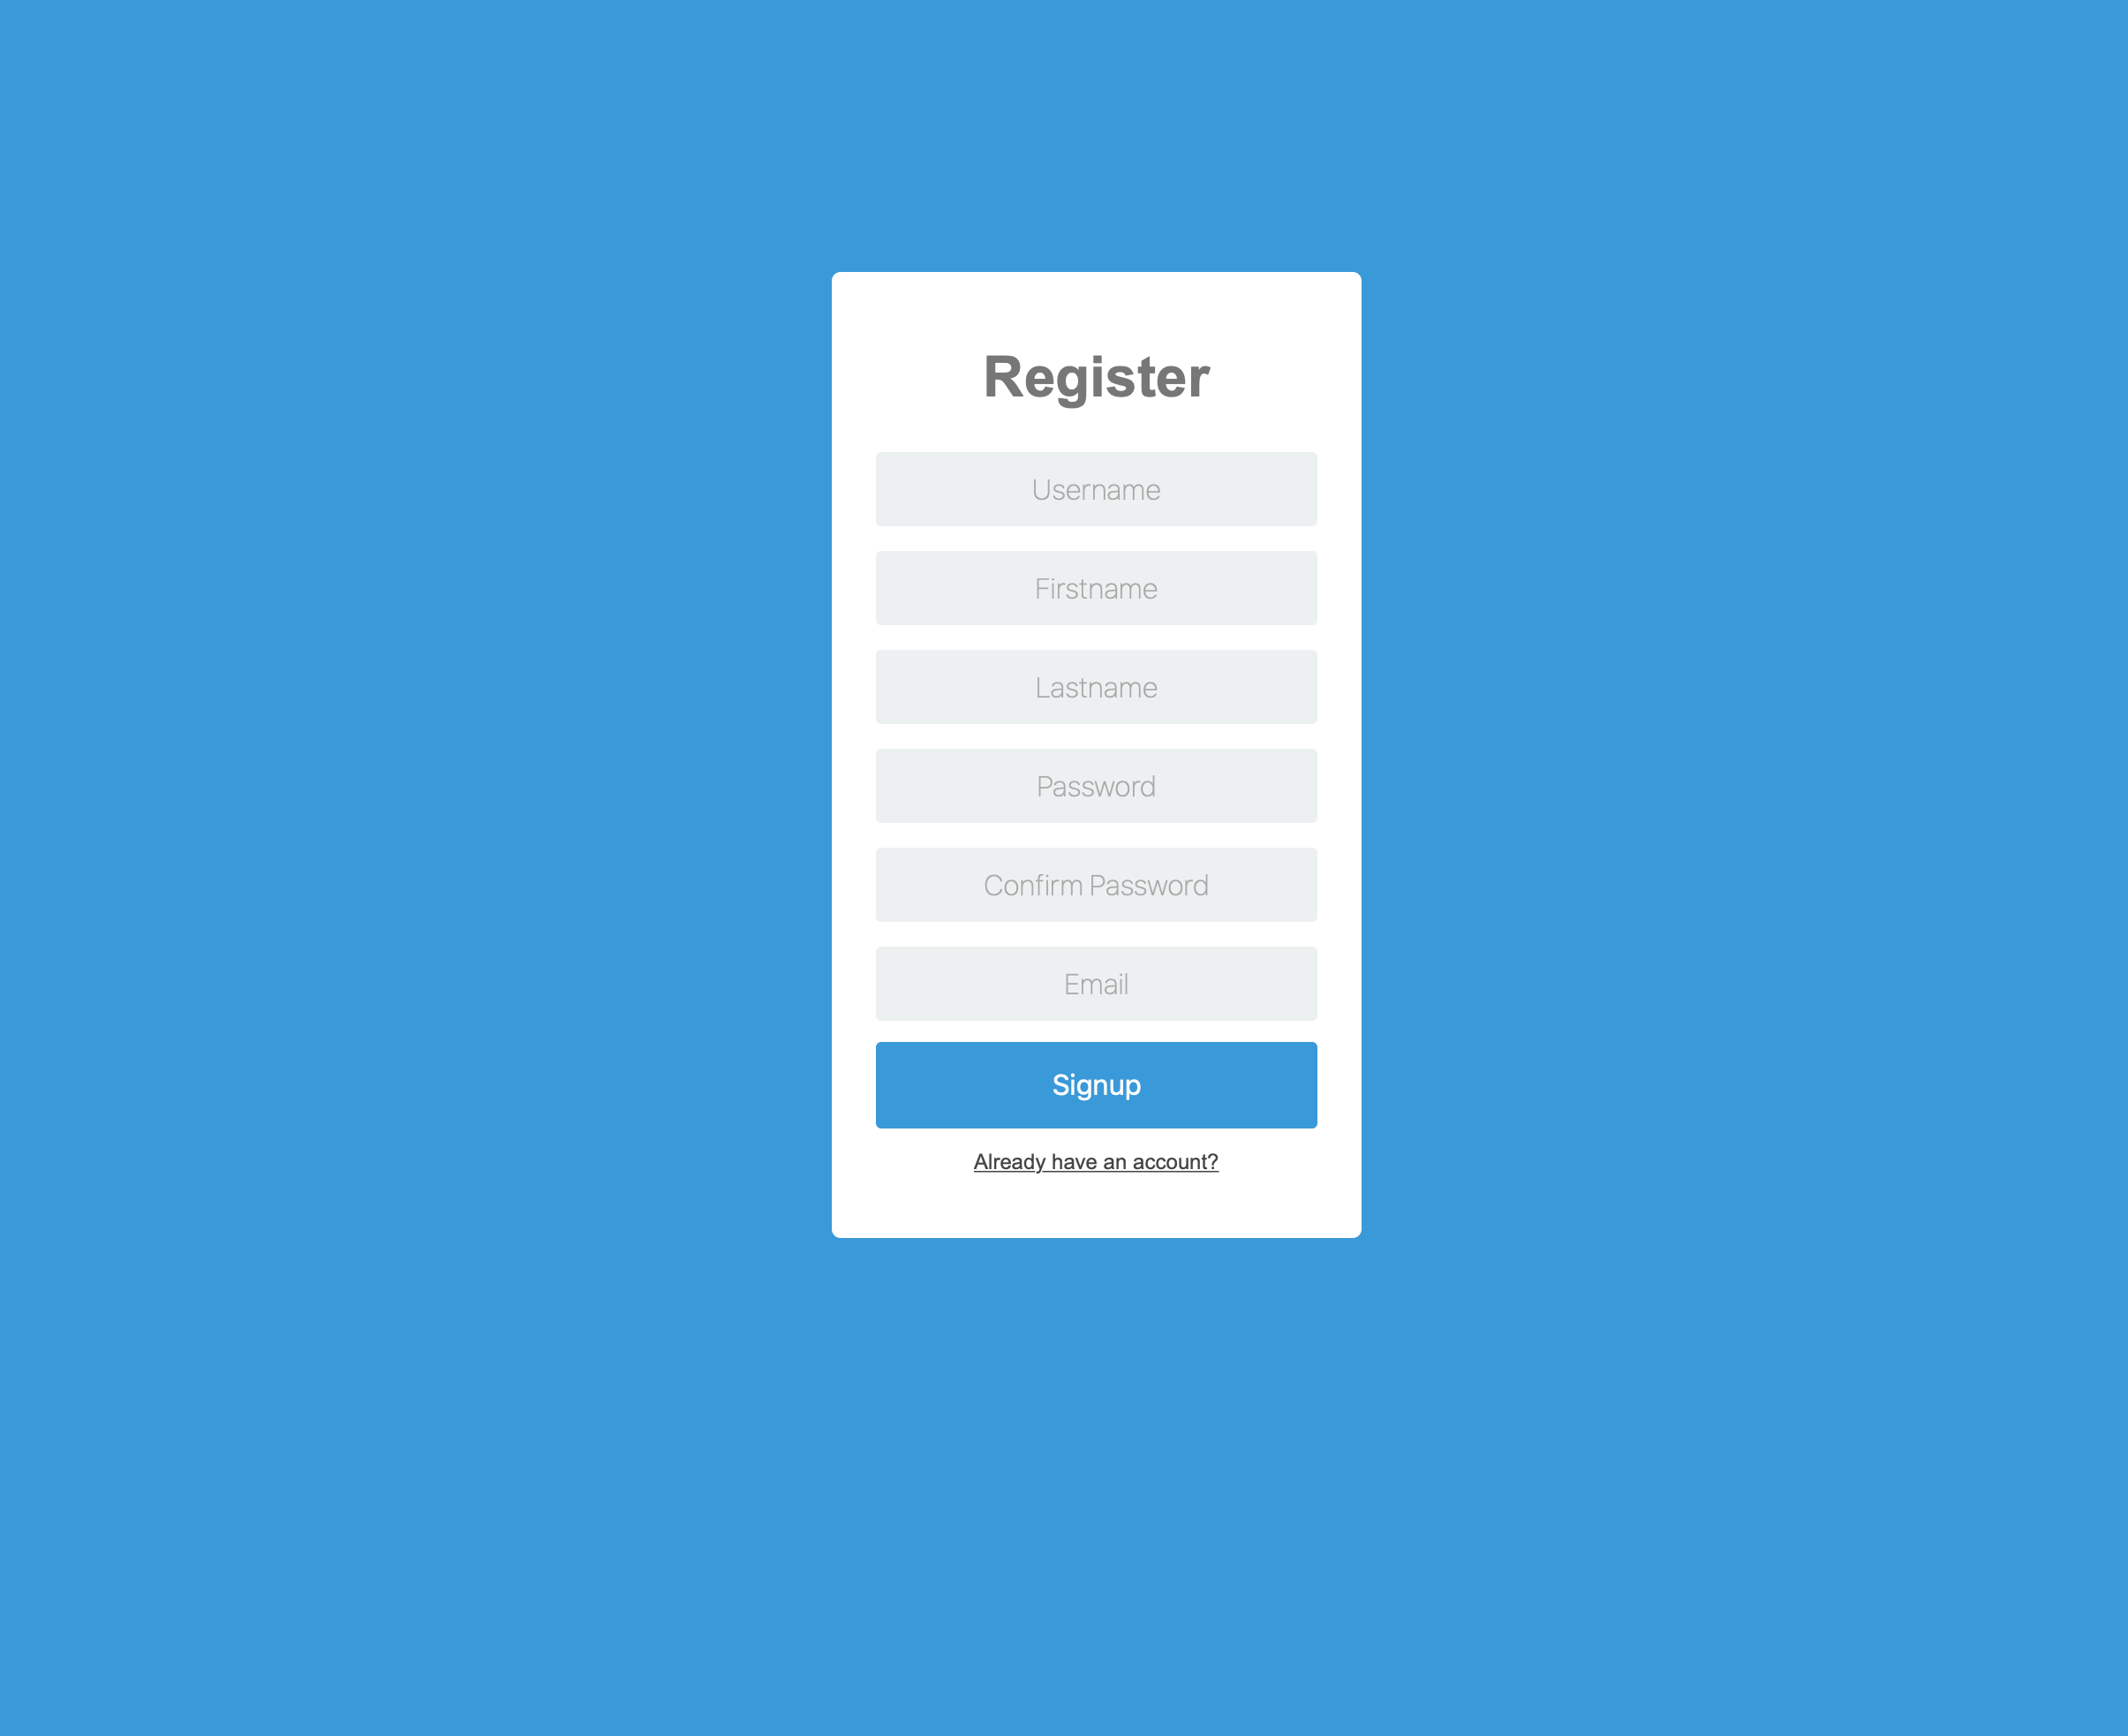 Register
Username
Firstname
Lastname
Password
Confirm Password
Email
Signup
Already have an account?